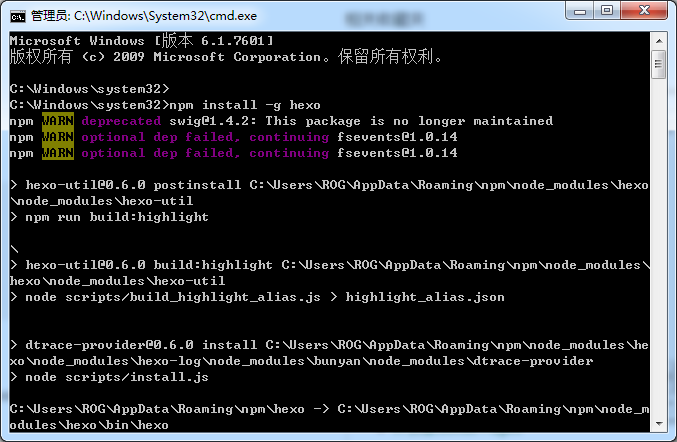 管理员: C:\Windows\System32\cmd.exe
Microsoft Windows [版本 6.1.7601]
版权所有 (c) 2009 Microsoft Corporation。保留所有权利。
C:\Windows\system32>
C:\Windows\system32>npm install -g hexo
npm WARN deprecated swig@1.4.2: This package is no longer maintained
npm WARN optional dep failed, continuing fsevents@1.0.14
npm WARN optional dep failed, continuing fsevents@1.0.14
> hexo-util@0.6.0 postinstall C:\Users\ROG\AppData\Roaming\npm\node_modules\hexo
\node_modules\hexo-util
> npm run build:highlight
\
> hexo-util@0.6.0 build:highlight C:\Users\ROG\AppData\Roaming\npm\node_modules\
hexo\node_modules\hexo-util
> node scripts/build_highlight_alias.js > highlight_alias.json
> dtrace-provider@0.6.0 install C:\Users\ROG\AppData\Roaming\npm\node_modules\he
xo\node_modules\hexo-log\node_modules\bunyan\node_modules\dtrace-provider
> node scripts/install.js
C:\Users\ROG\AppData\Roaming\npm\hexo -> C:\Users\ROG\AppData\Roaming\npm\node_m
odules\hexo\bin\hexo